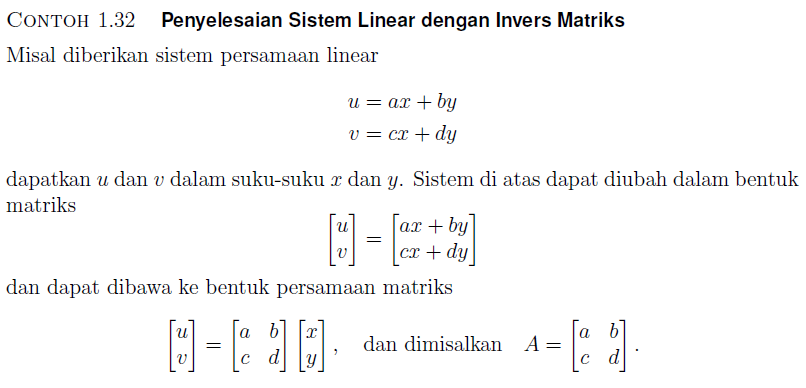 CONTOH 1.32 Penyelesaian Sistem Linear dengan Invers Matriks
Misal diberikan sistem persamaan linear
u = ax + by
v = cx + dy
dapatkan u dan v dalam suku-suku x dan y. Sistem di atas dapat diubah dalam bentuk
matriks
[u v] = [ax + by cx + dy]
dan dapat dibawa ke bentuk persamaan matriks
[u v] = [a b c d] [x y], dan dimisalkan A = [a b c d].